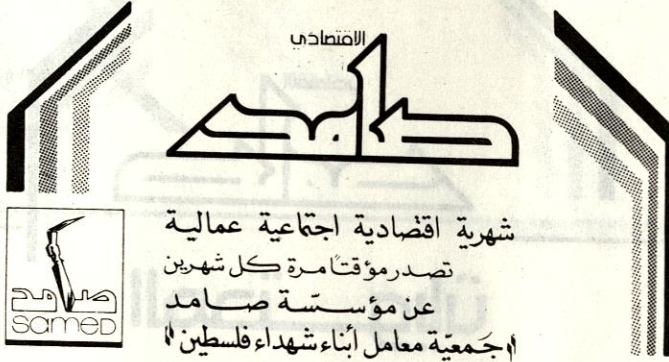 الاقتصادي
صامد
شهرية اقتصادية اجتماعية عمالية
تصدر مؤقتًا مرة كل شهرين
عن مؤسسة صامد
"جمعية معامل أبناء شهداء فلسطين"
صامد
samed